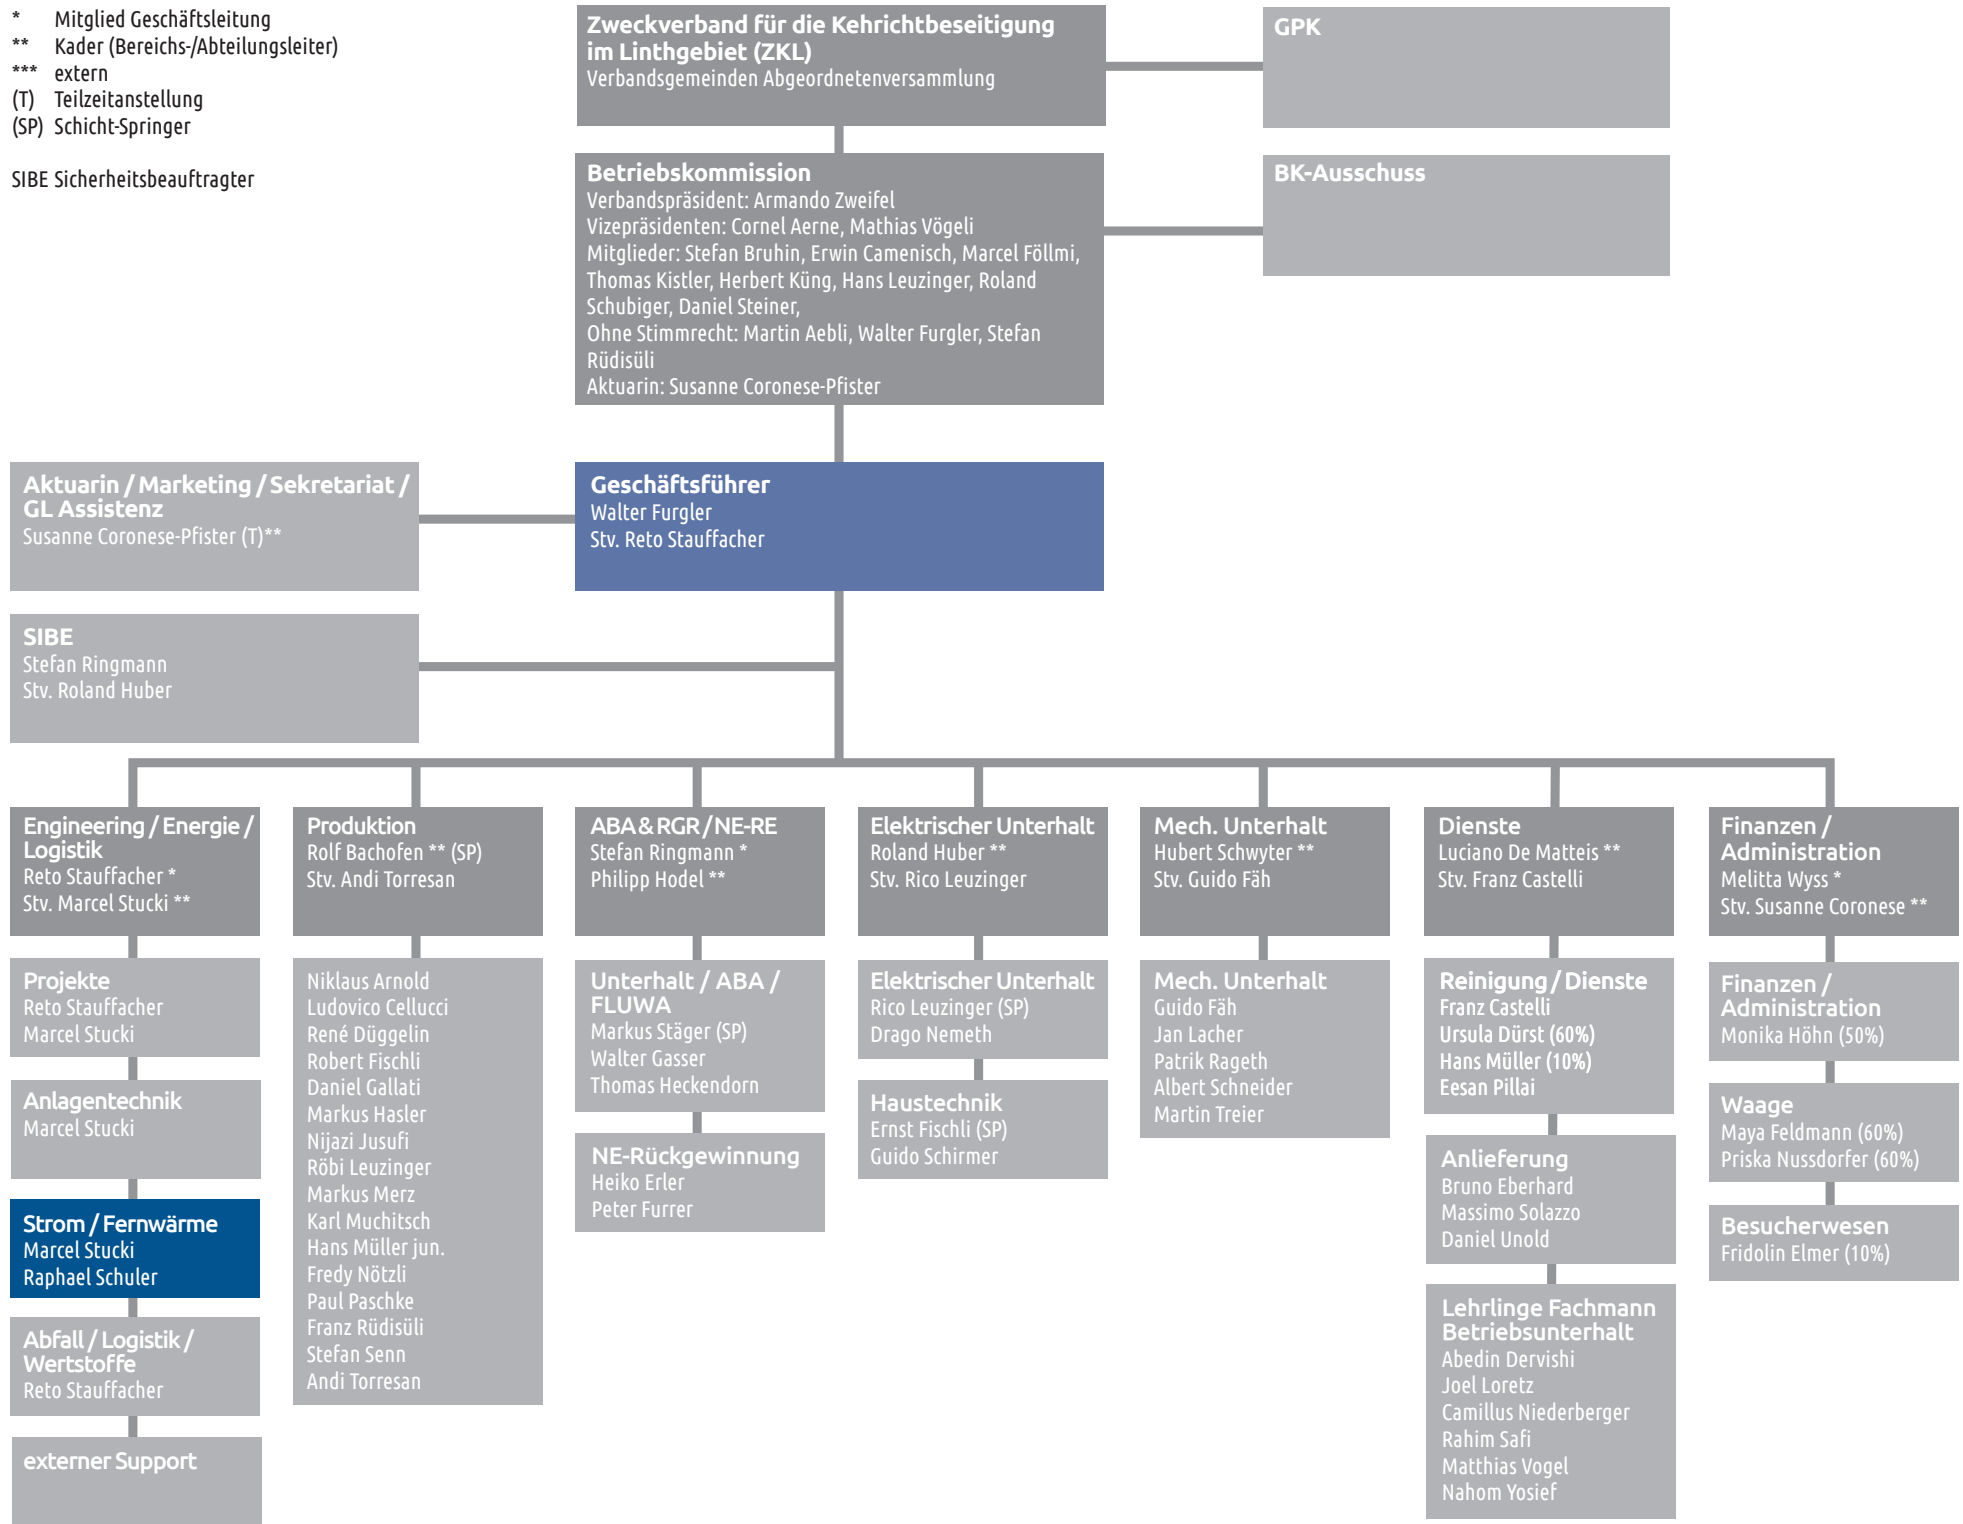 * Mitglied Geschäftsleitung
** Kader (Bereichs-/Abteilungsleiter)
*** extern
(T) Teilzeitanstellung
(SP) Schicht-Springer
SIBE Sicherheitsbeauftragter
Zweckverband für die Kehrichtbeseitigung
im Linthgebiet (ZKL)
Verbandsgemeinden Abgeordnetenversammlung
GPK
Betriebskommission
Verbandspräsident: Armando Zweifel
Vizepräsidenten: Cornel Aerne, Mathias Vögeli
Mitglieder: Stefan Bruhin, Erwin Camenisch, Marcel Föllmi,
Thomas Kistler, Herbert Küng, Hans Leuzinger, Roland
Schubiger, Daniel Steiner,
Ohne Stimmrecht: Martin Aebli, Walter Furgler, Stefan
Rüdisüli
Aktuarin: Susanne Coronese-Pfister
BK-Ausschuss
Aktuarin / Marketing / Sekretariat /
GL Assistenz
Susanne Coronese-Pfister (T)**
Geschäftsführer
Walter Furgler
Stv. Reto Stauffacher
SIBE
Stefan Ringmann
Stv. Roland Huber
Engineering / Energie /
Logistik
Reto Stauffacher *
Stv. Marcel Stucki **
Projekte
Reto Stauffacher
Marcel Stucki
Anlagentechnik
Marcel Stucki
Strom / Fernwärme
Marcel Stucki
Raphael Schuler
Abfall / Logistik /
Wertstoffe
Reto Stauffacher
externer Support
Produktion
Rolf Bachofen ** (SP)
Stv. Andi Torresan
Niklaus Arnold
Ludovico Cellucci
René Düggelin
Robert Fischli
Daniel Gallati
Markus Hasler
Nijazi Jusufi
Röbi Leuzinger
Markus Merz
Karl Muchitsch
Hans Müller jun.
Fredy Nötzli
Paul Paschke
Franz Rüdisüli
Stefan Senn
Andi Torresan
ABA & RGR / NE-RE
Stefan Ringmann *
Philipp Hodel **
Unterhalt / ABA /
FLUWA
Markus Stäger (SP)
Walter Gasser
Thomas Heckendorn
NE-Rückgewinnung
Heiko Erler
Peter Furrer
Elektrischer Unterhalt
Roland Huber **
Stv. Rico Leuzinger
Elektrischer Unterhalt
Rico Leuzinger (SP)
Drago Nemeth
Haustechnik
Ernst Fischli (SP)
Guido Schirmer
Mech. Unterhalt
Hubert Schwyter **
Stv. Guido Fäh
Mech. Unterhalt
Guido Fäh
Jan Lacher
Patrik Rageth
Albert Schneider
Martin Treier
Dienste
Luciano De Matteis **
Stv. Franz Castelli
Reinigung / Dienste
Franz Castelli
Ursula Dürst (60%)
Hans Müller (10%)
Eesan Pillai
Anlieferung
Bruno Eberhard
Massimo Solazzo
Daniel Unold
Lehrlinge Fachmann
Betriebsunterhalt
Abedin Dervishi
Joel Loretz
Camillus Niederberger
Rahim Safi
Matthias Vogel
Nahom Yosief
Finanzen /
Administration
Melitta Wyss *
Stv. Susanne Coronese **
Finanzen /
Administration
Monika Höhn (50%)
Waage
Maya Feldmann (60%)
Priska Nussdorfer (60%)
Besucherwesen
Fridolin Elmer (10%)